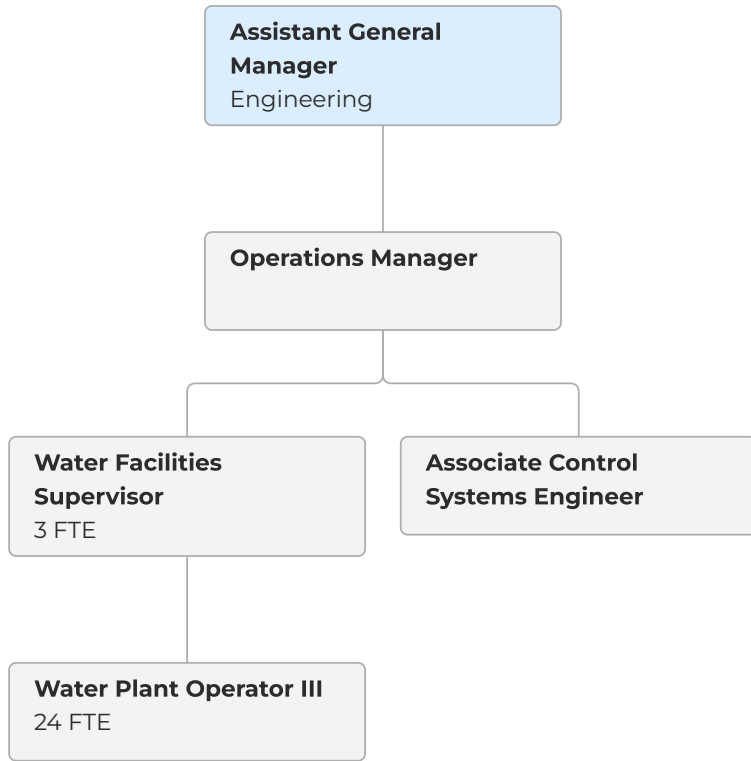 Assistant General
Manager
Engineering
Operations Manager
Water Facilities
Supervisor
3 FTE
Associate Control
Systems Engineer
Water Plant Operator III
24 FTE